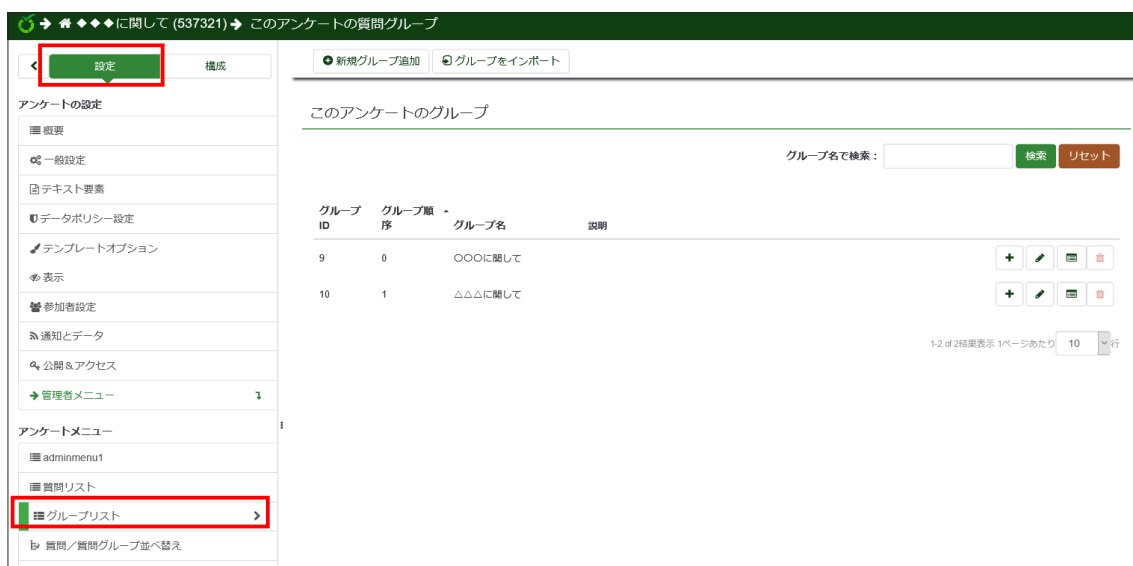 ◆◆◆に関して (537321) このアンケートの質問グループ
設定 構成
アンケートの設定
概要
一般設定
テキスト要素
データポリシー設定
テンプレートオプション
表示
参加者設定
通知とデータ
公開&アクセス
管理者メニュー
アンケートメニュー
adminmenu1
質問リスト
グループリスト
質問／質問グループ並べ替え
新規グループ追加 グループをインポート
このアンケートのグループ
グループ名で検索： 検索 リセット
グループID グループ順序 グループ名 説明
9 0 〇〇〇に関して
10 1 △△△に関して
1-2 of 2結果表示 1ページあたり 10 行